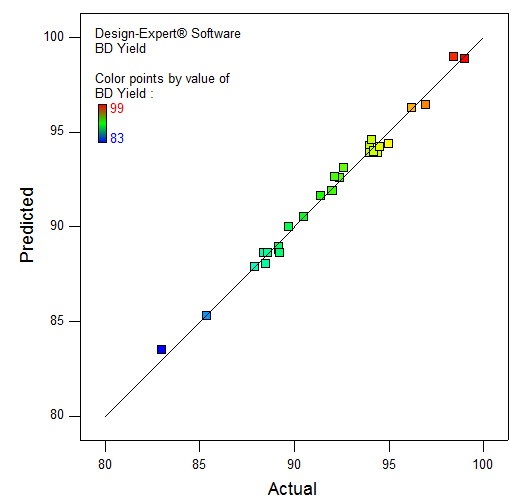 Design-Expert® Software
BD Yield
Color points by value of
BD Yield :
99
83
100
95
90
85
80
Predicted
80
85
90
95
100
Actual